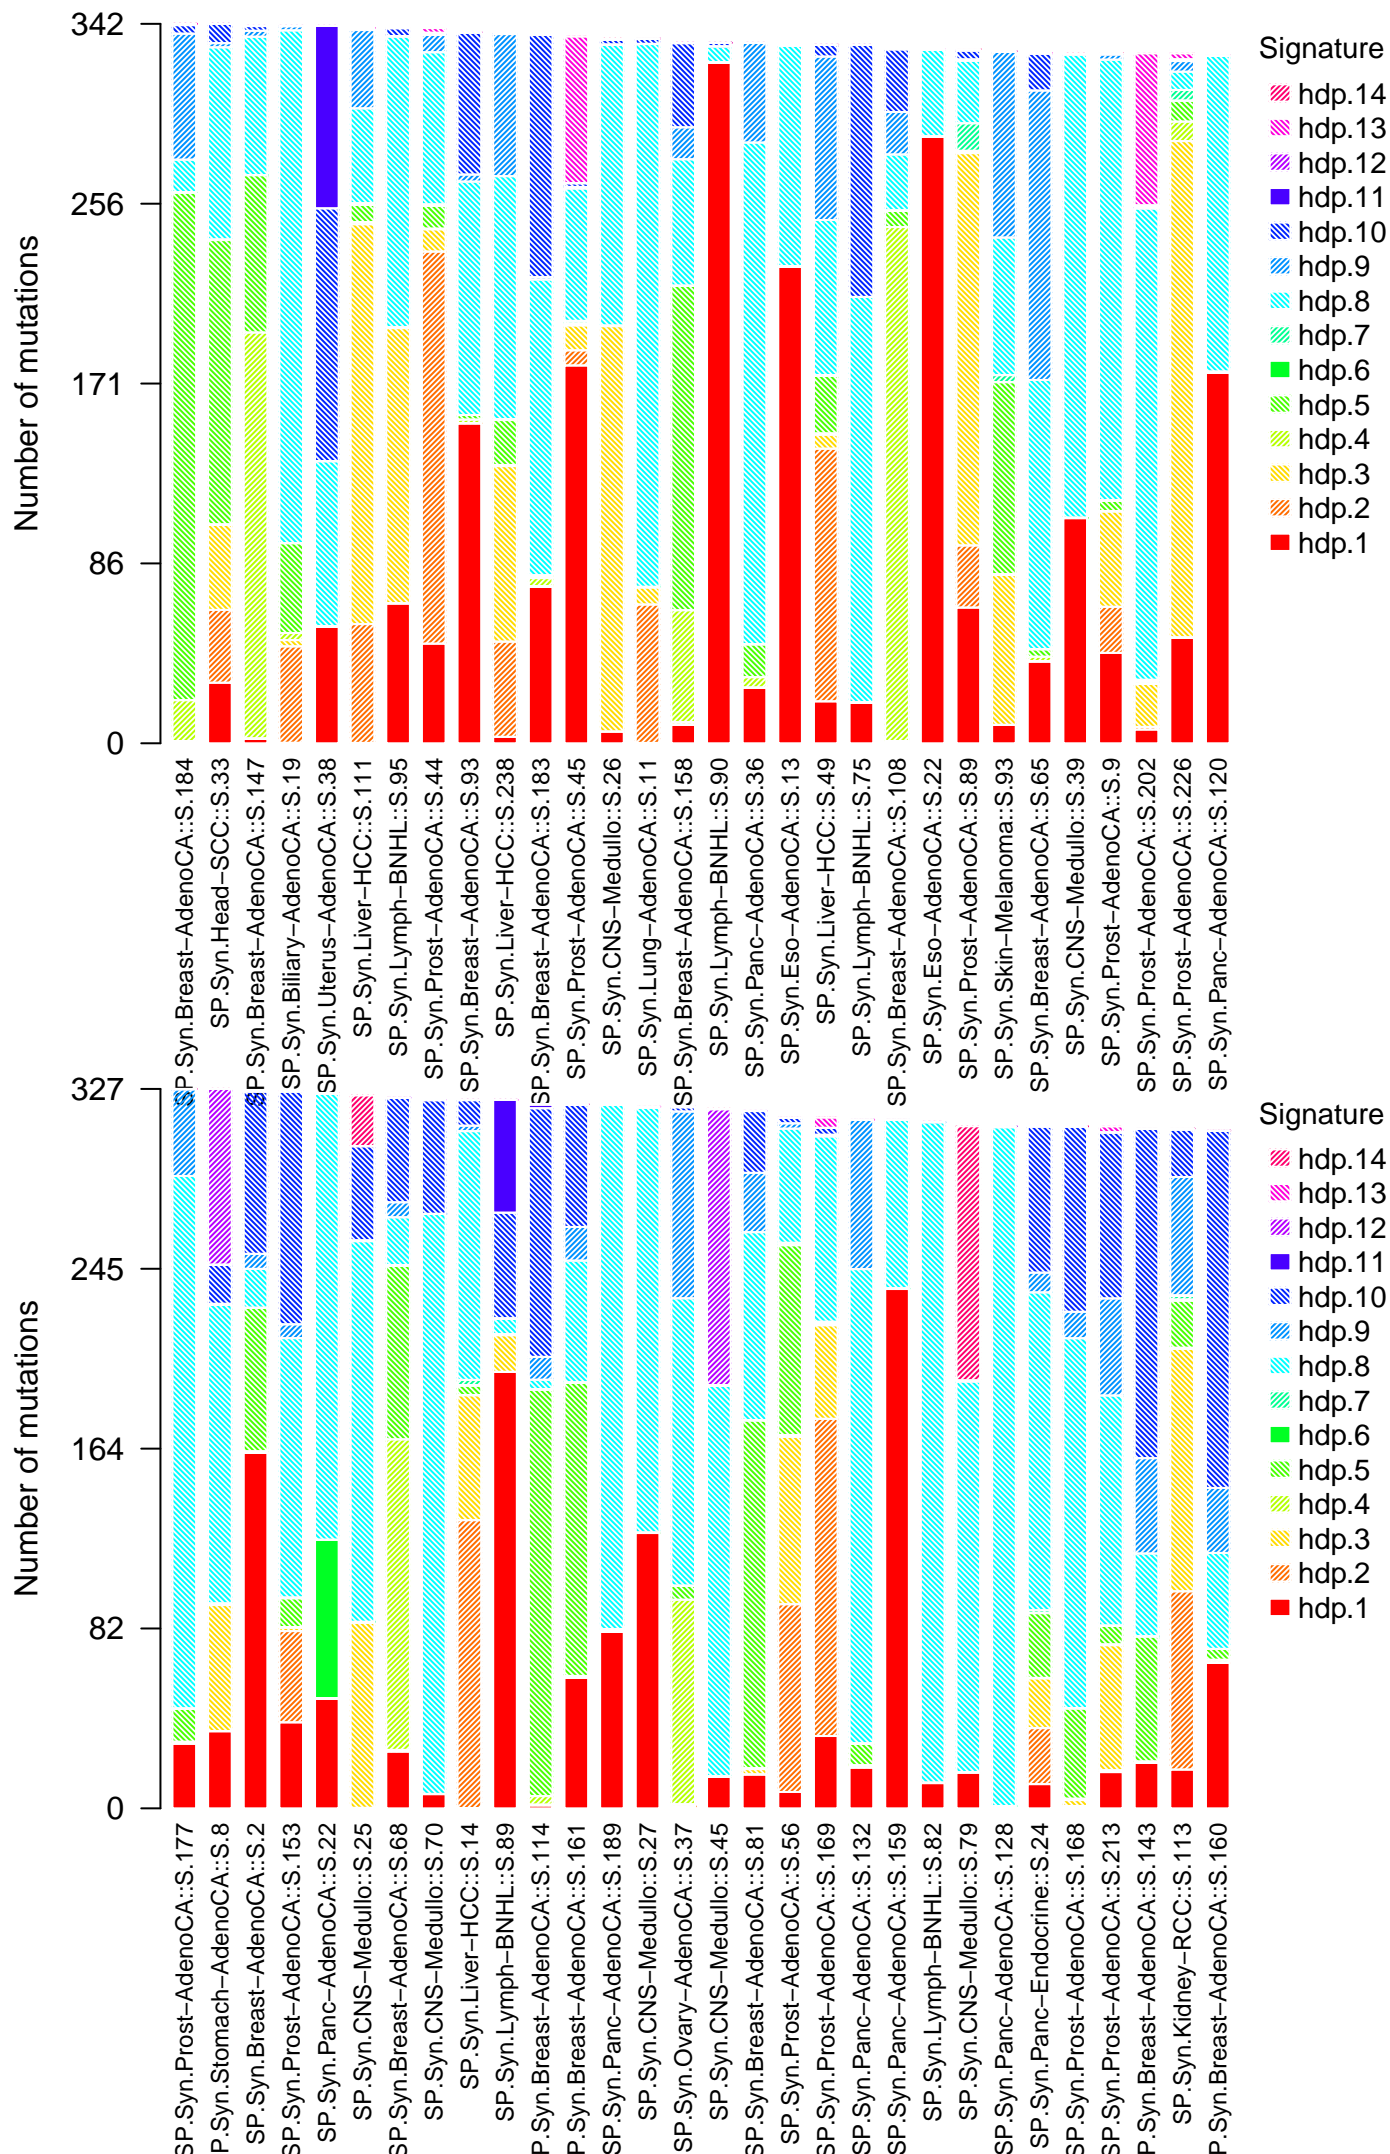 Number of mutations
342
256
171
86
0
Signature
hdp.14
hdp.13
hdp.12
hdp.11
hdp.10
hdp.9
hdp.8
hdp.7
hdp.6
hdp.5
hdp.4
hdp.3
hdp.2
hdp.1
SP.Syn.Breast−AdenoCA::S.184
SP.Syn.Head−SCC::S.33
SP.Syn.Breast−AdenoCA::S.147
SP.Syn.Biliary−AdenoCA::S.19
SP.Syn.Uterus−AdenoCA::S.38
SP.Syn.Liver−HCC::S.111
SP.Syn.Lymph−BNHL::S.95
SP.Syn.Prost−AdenoCA::S.44
SP.Syn.Breast−AdenoCA::S.93
SP.Syn.Liver−HCC::S.238
SP.Syn.Breast−AdenoCA::S.183
SP.Syn.Prost−AdenoCA::S.45
SP.Syn.CNS−Medullo::S.26
SP.Syn.Lung−AdenoCA::S.11
SP.Syn.Breast−AdenoCA::S.158
SP.Syn.Lymph−BNHL::S.90
SP.Syn.Panc−AdenoCA::S.36
SP.Syn.Eso−AdenoCA::S.13
SP.Syn.Liver−HCC::S.49
SP.Syn.Lymph−BNHL::S.75
SP.Syn.Breast−AdenoCA::S.108
SP.Syn.Eso−AdenoCA::S.22
SP.Syn.Prost−AdenoCA::S.89
SP.Syn.Skin−Melanoma::S.93
SP.Syn.Breast−AdenoCA::S.65
SP.Syn.CNS−Medullo::S.39
SP.Syn.Prost−AdenoCA::S.9
SP.Syn.Prost−AdenoCA::S.202
SP.Syn.Prost−AdenoCA::S.226
SP.Syn.Panc−AdenoCA::S.120
Number of mutations
327
245
164
82
0
Signature
hdp.14
hdp.13
hdp.12
hdp.11
hdp.10
hdp.9
hdp.8
hdp.7
hdp.6
hdp.5
hdp.4
hdp.3
hdp.2
hdp.1
SP.Syn.Prost−AdenoCA::S.177
P.Syn.Stomach−AdenoCA::S.8
SP.Syn.Breast−AdenoCA::S.2
SP.Syn.Prost−AdenoCA::S.153
SP.Syn.Panc−AdenoCA::S.22
SP.Syn.CNS−Medullo::S.25
SP.Syn.Breast−AdenoCA::S.68
SP.Syn.CNS−Medullo::S.70
SP.Syn.Liver−HCC::S.14
SP.Syn.Lymph−BNHL::S.89
P.Syn.Breast−AdenoCA::S.114
P.Syn.Breast−AdenoCA::S.161
SP.Syn.Panc−AdenoCA::S.189
SP.Syn.CNS−Medullo::S.27
SP.Syn.Ovary−AdenoCA::S.37
SP.Syn.CNS−Medullo::S.45
SP.Syn.Breast−AdenoCA::S.81
SP.Syn.Prost−AdenoCA::S.56
SP.Syn.Prost−AdenoCA::S.169
SP.Syn.Panc−AdenoCA::S.132
SP.Syn.Panc−AdenoCA::S.159
SP.Syn.Lymph−BNHL::S.82
SP.Syn.CNS−Medullo::S.79
SP.Syn.Panc−AdenoCA::S.128
SP.Syn.Panc−Endocrine::S.24
SP.Syn.Prost−AdenoCA::S.168
SP.Syn.Prost−AdenoCA::S.213
P.Syn.Breast−AdenoCA::S.143
SP.Syn.Kidney−RCC::S.113
P.Syn.Breast−AdenoCA::S.160